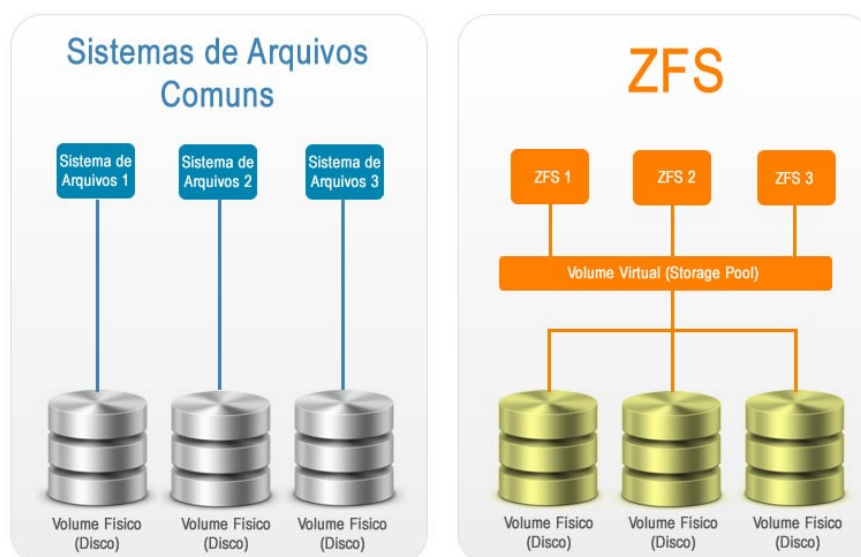 Sistemas de Arquivos
Comuns
Sistema de
Arquivos 1
Sistema de
Arquivos 2
Sistema de
Arquivos 3
Volume Físico
(Disco)
Volume Físico
(Disco)
Volume Físico
(Disco)
ZFS
ZFS 1
ZFS 2
ZFS 3
Volume Virtual (Storage Pool)
Volume Físico
(Disco)
Volume Físico
(Disco)
Volume Físico
(Disco)